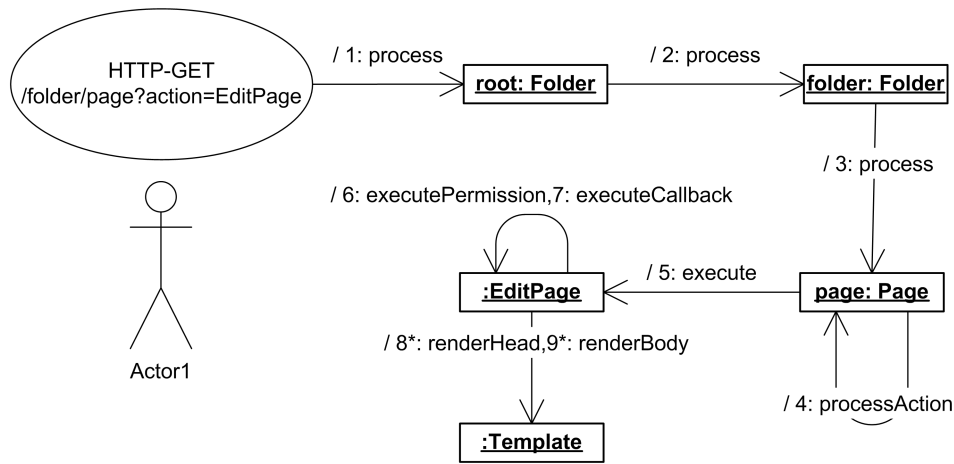 HTTP-GET
/folder/page?action=EditPage
/ 1: process
root: Folder
/ 2: process
folder: Folder
/ 3: process
/ 6: executePermission,7: executeCallback
:EditPage
/ 5: execute
page: Page
/ 8*: renderHead,9*: renderBody
Actor1
/ 4: processAction
:Template